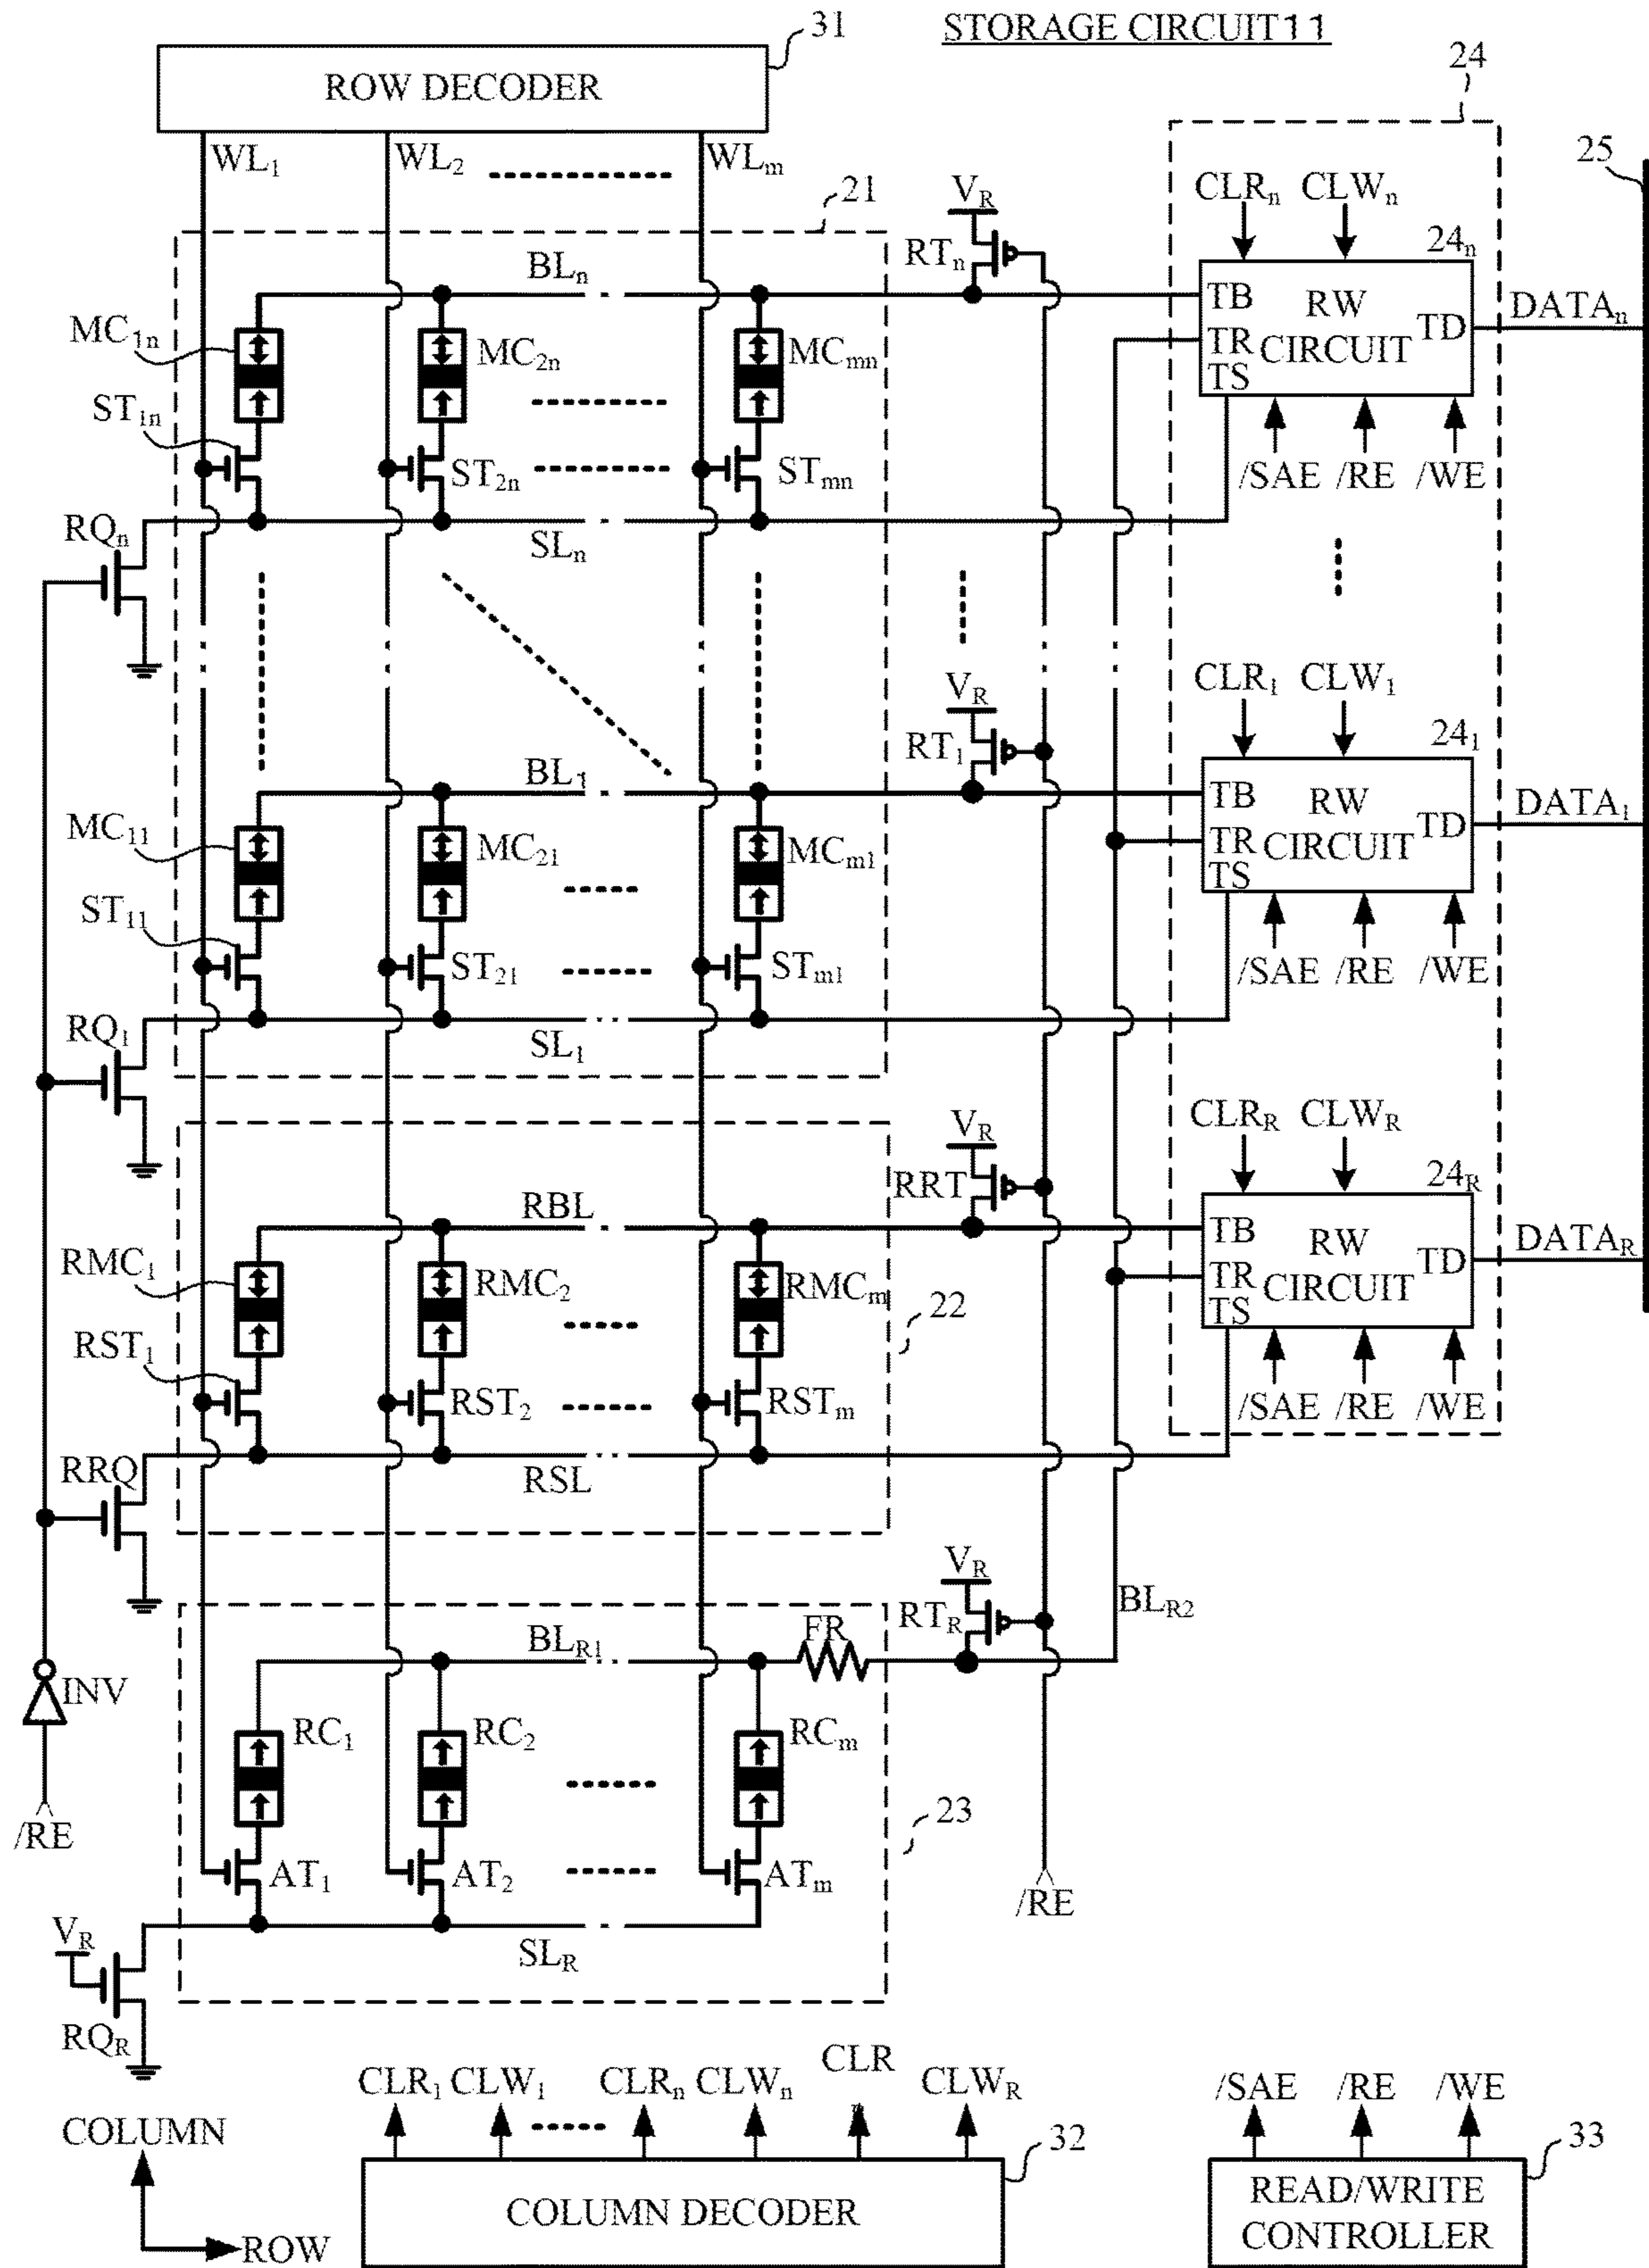 STORAGE CIRCUIT11
31
ROW DECODER
24
WL1 WL2 WLm
25
21
VR
CLRn CLWn
RTn
24n
BLn
TB RW CIRCUIT TD
TR
TS
DATAn
MC1n MC2n MCmn
ST1n ST2n STmn
/SAE /RE /WE
RQn
SLn
VR
CLR1 CLW1
RT1
241
BL1
TB RW CIRCUIT TD
TR
TS
DATA1
MC11 MC21 MCm1
ST11 ST21 STm1
/SAE /RE /WE
RQ1
SL1
VR
CLRR CLWR
RRT
24R
RBL
TB RW CIRCUIT TD
TR
TS
DATAR
RMC1 RMC2 RMCm
22
RST1 RST2 RSTm
/SAE /RE /WE
RRQ
RSL
VR
RTR
BLR2
BLR1
FR
INV
RC1 RC2 RCm
23
/RE
AT1 AT2 ATm
/RE
VR
SLR
RQR
CLR1 CLW1 CLRn CLWn CLR CLWR
/SAE /RE /WE
COLUMN
32
33
COLUMN DECODER
READ/WRITE
CONTROLLER
ROW